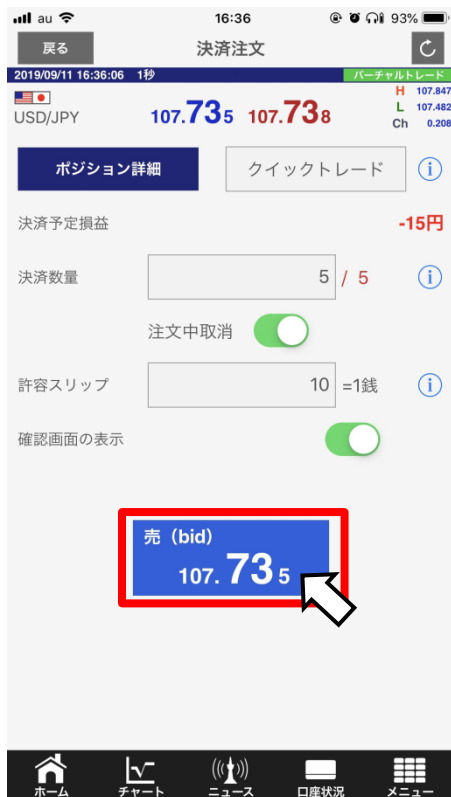 au 16:36 93%
戻る 決済注文
2019/09/11 16:36:06 1秒 バーチャルトレード
USD/JPY 107.735 107.738
H 107.847
L 107.482
Ch 0.208
ポジション詳細 クイックトレード i
決済予定損益 -15円
決済数量 5 / 5 i
注文中取消
許容スリップ 10 =1銭 i
確認画面の表示
売（bid）
107.735
ホーム チャート ニュース 口座状況 メニュー